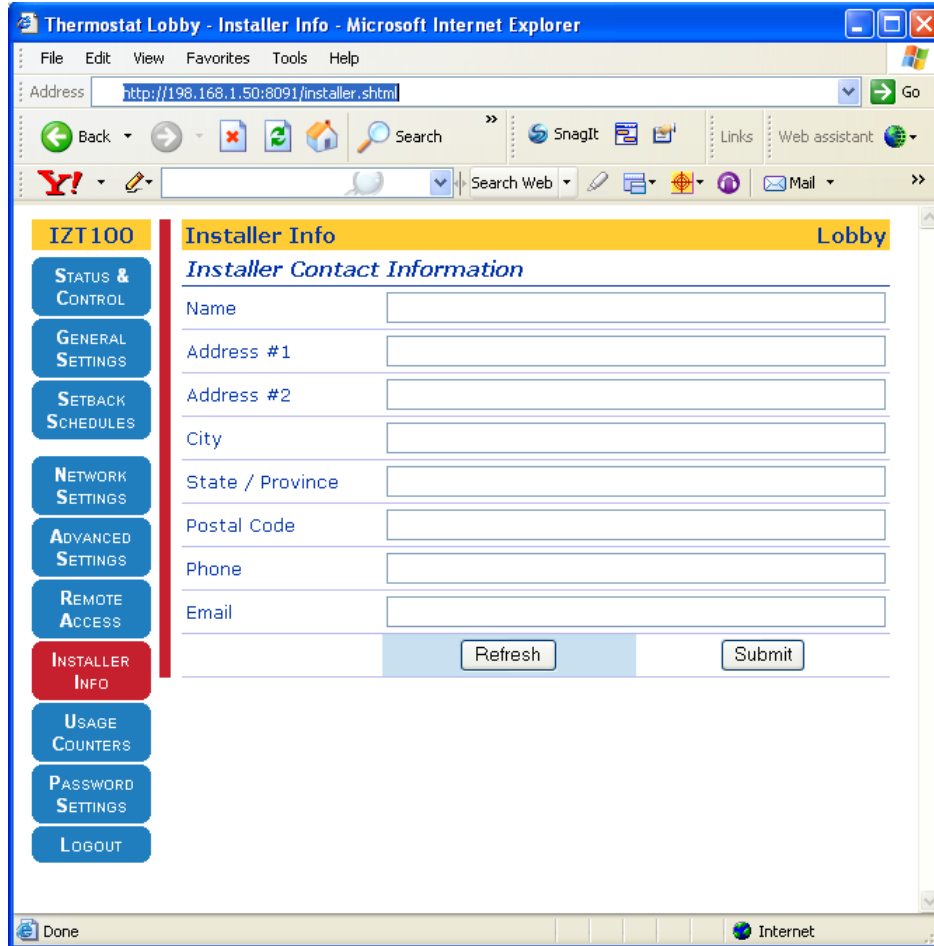 Thermostat Lobby - Installer Info - Microsoft Internet Explorer
File Edit View Favorites Tools Help
Address http://198.168.1.50:8091/installer.shtml Go
Back Search » SnagIt Links Web assistant
Y! Search Web Mail »
IZT100
Installer Info Lobby
Installer Contact Information
STATUS &
CONTROL
GENERAL
SETTINGS
SETBACK
SCHEDULES
NETWORK
SETTINGS
ADVANCED
SETTINGS
REMOTE
ACCESS
INSTALLER
INFO
USAGE
COUNTERS
PASSWORD
SETTINGS
LOGOUT
Name
Address #1
Address #2
City
State / Province
Postal Code
Phone
Email
Refresh Submit
Done Internet